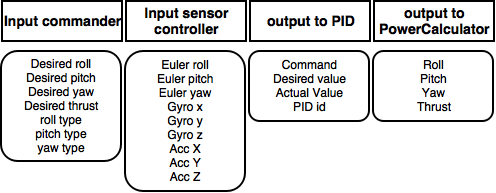 Input commander
Desired roll
Desired pitch
Desired yaw
Desired thrust
roll type
pitch type
yaw type
Input sensor
controller
Euler roll
Euler pitch
Euler yaw
Gyro x
Gyro y
Gyro z
Acc X
Acc Y
Acc Z
output to PID
Command
Desired value
Actual Value
PID id
output to
PowerCalculator
Roll
Pitch
Yaw
Thrust